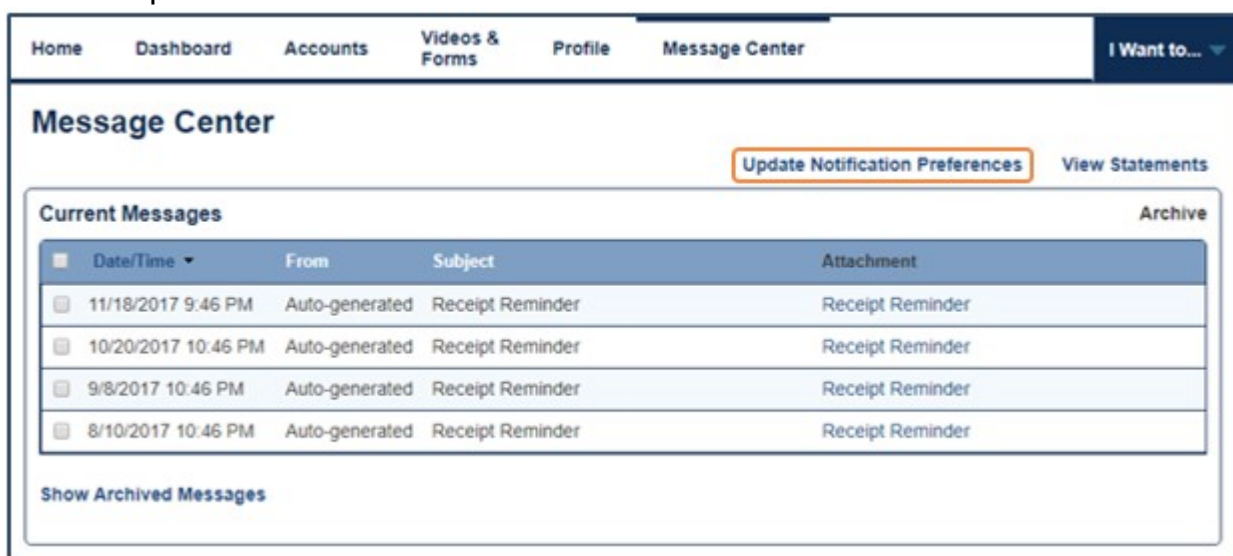 Home Dashboard Accounts Videos & Forms Profile Message Center I Want to...
Message Center
Update Notification Preferences View Statements
Current Messages Archive
Date/Time From Subject Attachment
11/18/2017 9:46 PM Auto-generated Receipt Reminder Receipt Reminder
10/20/2017 10:46 PM Auto-generated Receipt Reminder Receipt Reminder
9/8/2017 10:46 PM Auto-generated Receipt Reminder Receipt Reminder
8/10/2017 10:46 PM Auto-generated Receipt Reminder Receipt Reminder
Show Archived Messages